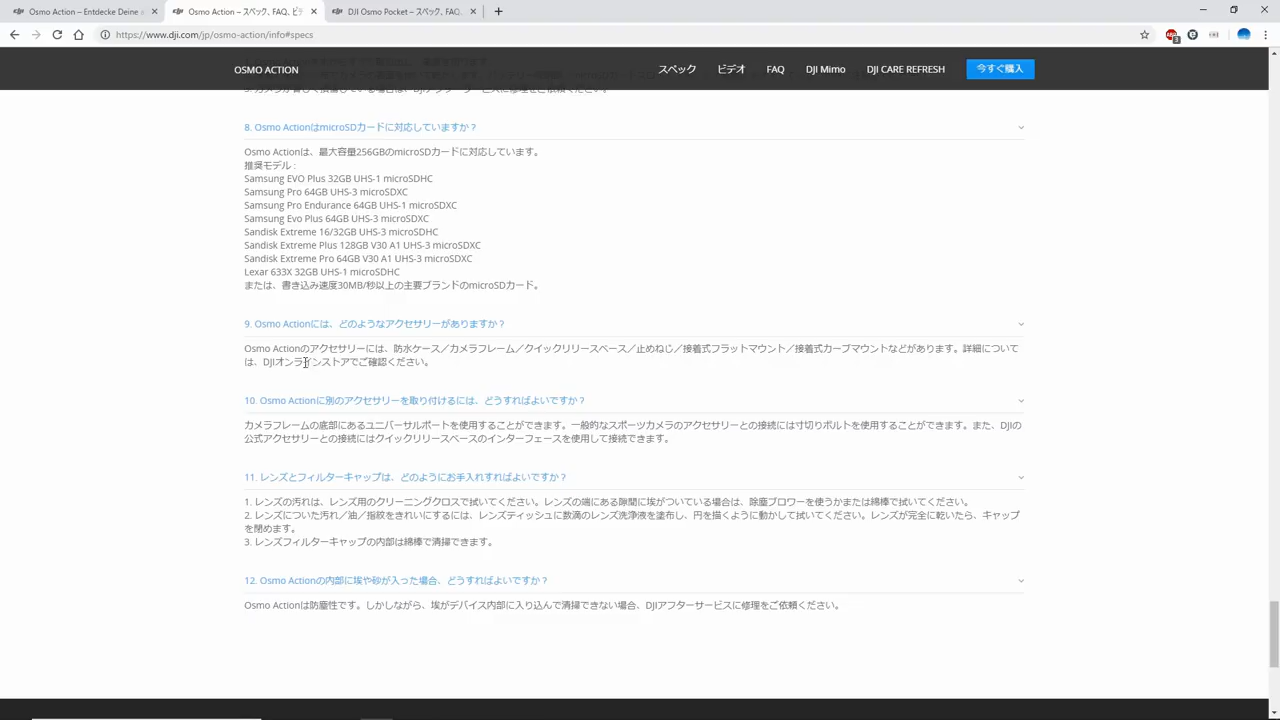 Osmo Action – Entdecke Deine
Osmo Action – スペック、FAQ、ビデ
DJI Osmo Pocket – スペック、FAQ、
https://www.dji.com/jp/osmo-action/info#specs
OSMO ACTION
スペック
ビデオ
FAQ
DJI Mimo
DJI CARE REFRESH
今すぐ購入
8. Osmo ActionはmicroSDカードに対応していますか？
Osmo Actionは、最大容量256GBのmicroSDカードに対応しています。
推奨モデル :
Samsung EVO Plus 32GB UHS-1 microSDHC
Samsung Pro 64GB UHS-3 microSDXC
Samsung Pro Endurance 64GB UHS-1 microSDXC
Samsung Evo Plus 64GB UHS-3 microSDXC
Sandisk Extreme 16/32GB UHS-3 microSDHC
Sandisk Extreme Plus 128GB V30 A1 UHS-3 microSDXC
Sandisk Extreme Pro 64GB V30 A1 UHS-3 microSDXC
Lexar 633X 32GB UHS-1 microSDHC
または、書き込み速度30MB/秒以上の主要ブランドのmicroSDカード。
9. Osmo Actionには、どのようなアクセサリーがありますか？
Osmo Actionのアクセサリーには、防水ケース／カメラフレーム／クイックリリースベース／止めねじ／接着式フラットマウント／接着式カーブマウントなどがあります。詳細について
は、DJIオンラインストアでご確認ください。
10. Osmo Actionに別のアクセサリーを取り付けるには、どうすればよいですか？
カメラフレームの底部にあるユニバーサルポートを使用することができます。一般的なスポーツカメラのアクセサリーとの接続には寸切りボルトを使用することができます。また、DJIの
公式アクセサリーとの接続にはクイックリリースベースのインターフェースを使用して接続できます。
11. レンズとフィルターキャップは、どのようにお手入れすればよいですか？
1. レンズの汚れは、レンズ用のクリーニングクロスで拭いてください。レンズの端にある隙間に埃がついている場合は、除塵ブロワーを使うかまたは綿棒で拭いてください。
2. レンズについた汚れ／油／指紋をきれいにするには、レンズティッシュに数滴のレンズ洗浄液を塗布し、円を描くように動かして拭いてください。レンズが完全に乾いたら、キャップ
を閉めます。
3. レンズフィルターキャップの内部は綿棒で清掃できます。
12. Osmo Actionの内部に埃や砂が入った場合、どうすればよいですか？
Osmo Actionは防塵性です。しかしながら、埃がデバイス内部に入り込んで清掃できない場合、DJIアフターサービスに修理をご依頼ください。